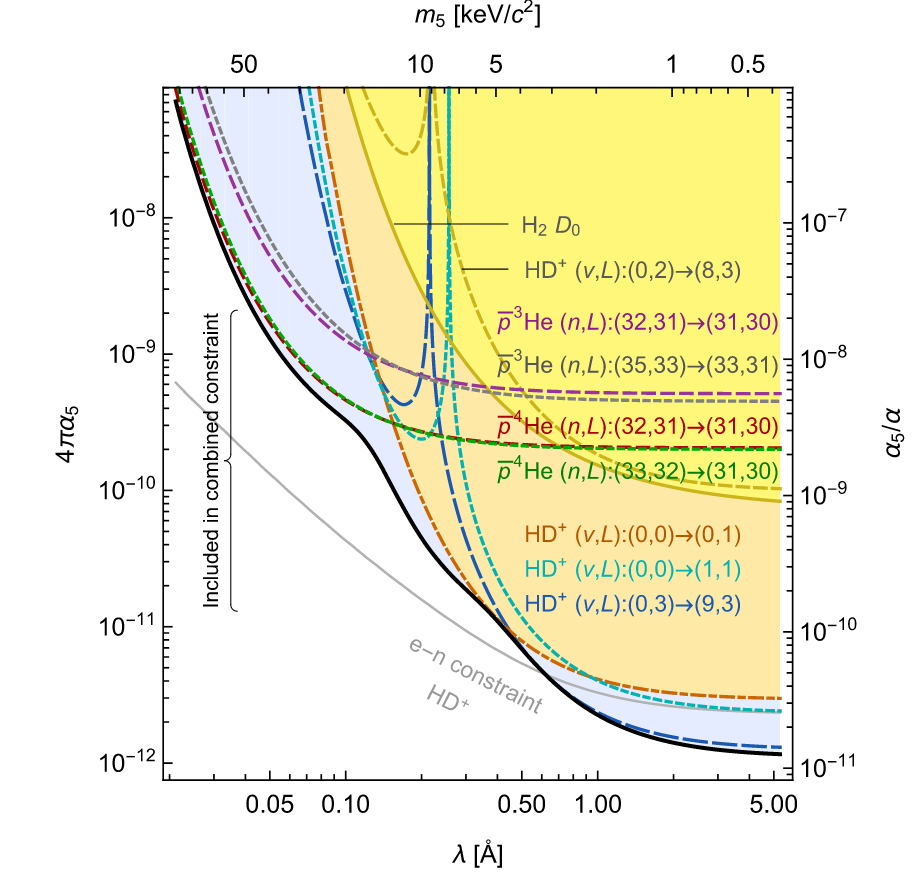 m₅ [keV/c²]
50 10 5 1 0.5
10⁻⁸
10⁻⁹
10⁻¹⁰
10⁻¹¹
10⁻¹²
4πα₅
Included in combined constraint
H₂ D₀
HD⁺ (v,L):(0,2)→(8,3)
p̅³He (n,L):(32,31)→(31,30)
p̅³He (n,L):(35,33)→(33,31)
p̅⁴He (n,L):(32,31)→(31,30)
p̅⁴He (n,L):(33,32)→(31,30)
HD⁺ (v,L):(0,0)→(0,1)
HD⁺ (v,L):(0,0)→(1,1)
HD⁺ (v,L):(0,3)→(9,3)
e−n constraint
HD⁺
10⁻⁷
10⁻⁸
10⁻⁹
10⁻¹⁰
10⁻¹¹
α₅/α
0.05 0.10 0.50 1.00 5.00
λ [Å]